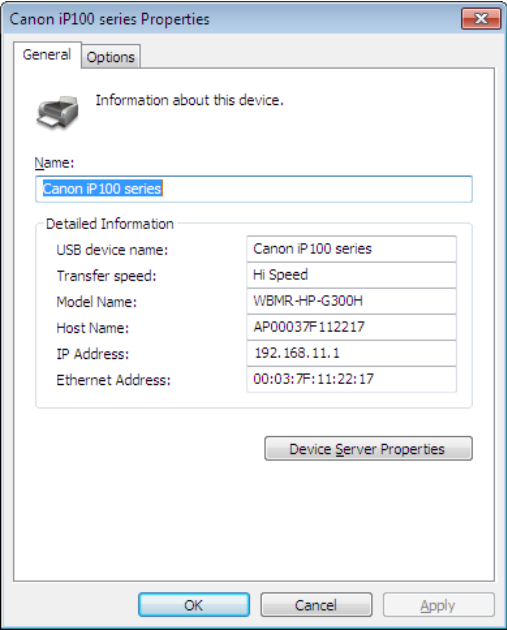 Canon iP100 series Properties
General Options
Information about this device.
Name:
Canon iP100 series
Detailed Information
USB device name: Canon iP100 series
Transfer speed: Hi Speed
Model Name: WBMR-HP-G300H
Host Name: AP00037F112217
IP Address: 192.168.11.1
Ethernet Address: 00:03:7F:11:22:17
Device Server Properties
OK Cancel Apply